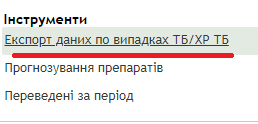 Інструменти
Експорт даних по випадках ТБ/ХР ТБ
Прогнозування препаратів
Переведені за період